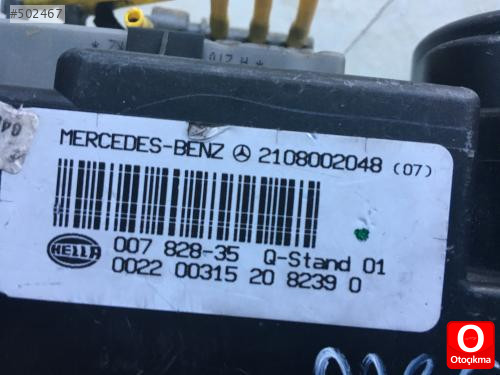 #502467
MERCEDES-BENZ 2108002048 (07)
HELLA
007 828-35 Q-Stand 01
0022 00315 20 8239 0
O
Otoçıkma